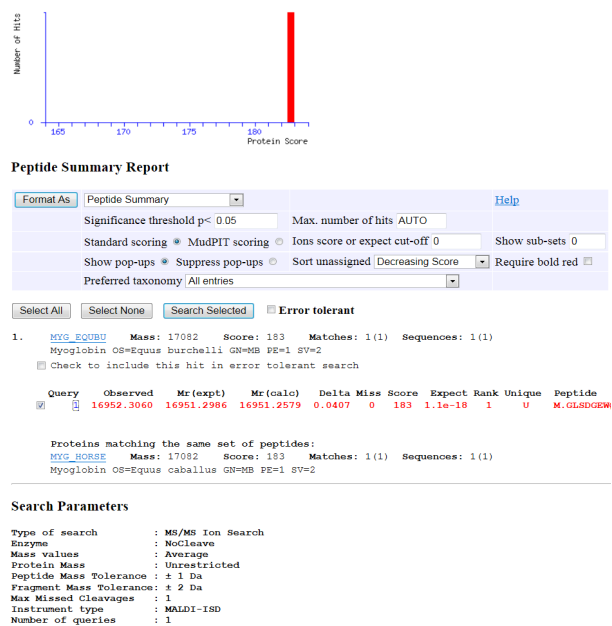 Number of Hits
0
165 170 175 180
Protein Score
Peptide Summary Report
Format As Peptide Summary Help
Significance threshold p< 0.05 Max. number of hits AUTO
Standard scoring MudPIT scoring Ions score or expect cut-off 0 Show sub-sets 0
Show pop-ups Suppress pop-ups Sort unassigned Decreasing Score Require bold red
Preferred taxonomy All entries
Select All Select None Search Selected Error tolerant
1. MYG_EQUBU Mass: 17082 Score: 183 Matches: 1(1) Sequences: 1(1)
Myoglobin OS=Equus burchelli GN=MB PE=1 SV=2
Check to include this hit in error tolerant search
Query Observed Mr(expt) Mr(calc) Delta Miss Score Expect Rank Unique Peptide
1 16952.3060 16951.2986 16951.2579 0.0407 0 183 1.1e-18 1 U M.GLSDGEW
Proteins matching the same set of peptides:
MYG_HORSE Mass: 17082 Score: 183 Matches: 1(1) Sequences: 1(1)
Myoglobin OS=Equus caballus GN=MB PE=1 SV=2
Search Parameters
Type of search : MS/MS Ion Search
Enzyme : NoCleave
Mass values : Average
Protein Mass : Unrestricted
Peptide Mass Tolerance : ± 1 Da
Fragment Mass Tolerance: ± 2 Da
Max Missed Cleavages : 1
Instrument type : MALDI-ISD
Number of queries : 1